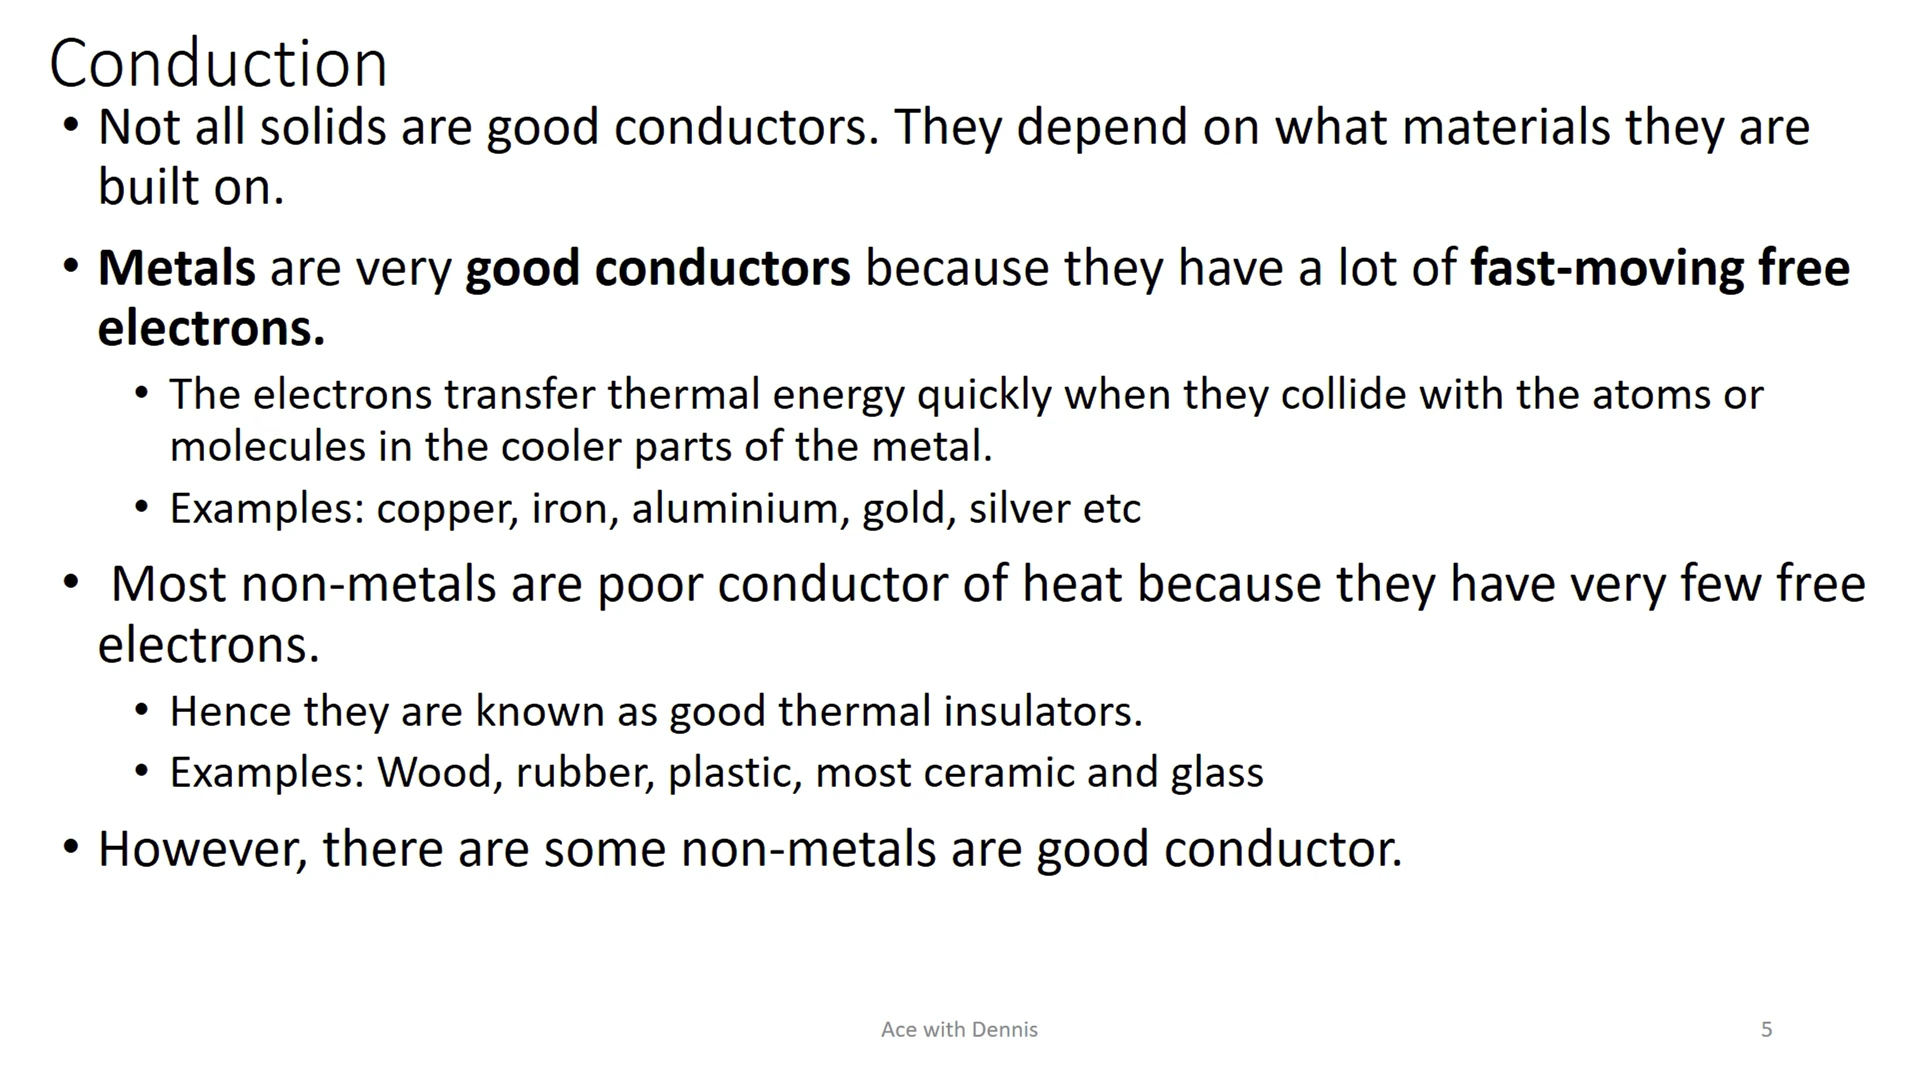 Conduction
• Not all solids are good conductors. They depend on what materials they are
built on.
• Metals are very good conductors because they have a lot of fast-moving free
electrons.
• The electrons transfer thermal energy quickly when they collide with the atoms or
molecules in the cooler parts of the metal.
• Examples: copper, iron, aluminium, gold, silver etc
• Most non-metals are poor conductor of heat because they have very few free
electrons.
• Hence they are known as good thermal insulators.
• Examples: Wood, rubber, plastic, most ceramic and glass
• However, there are some non-metals are good conductor.
Ace with Dennis
5